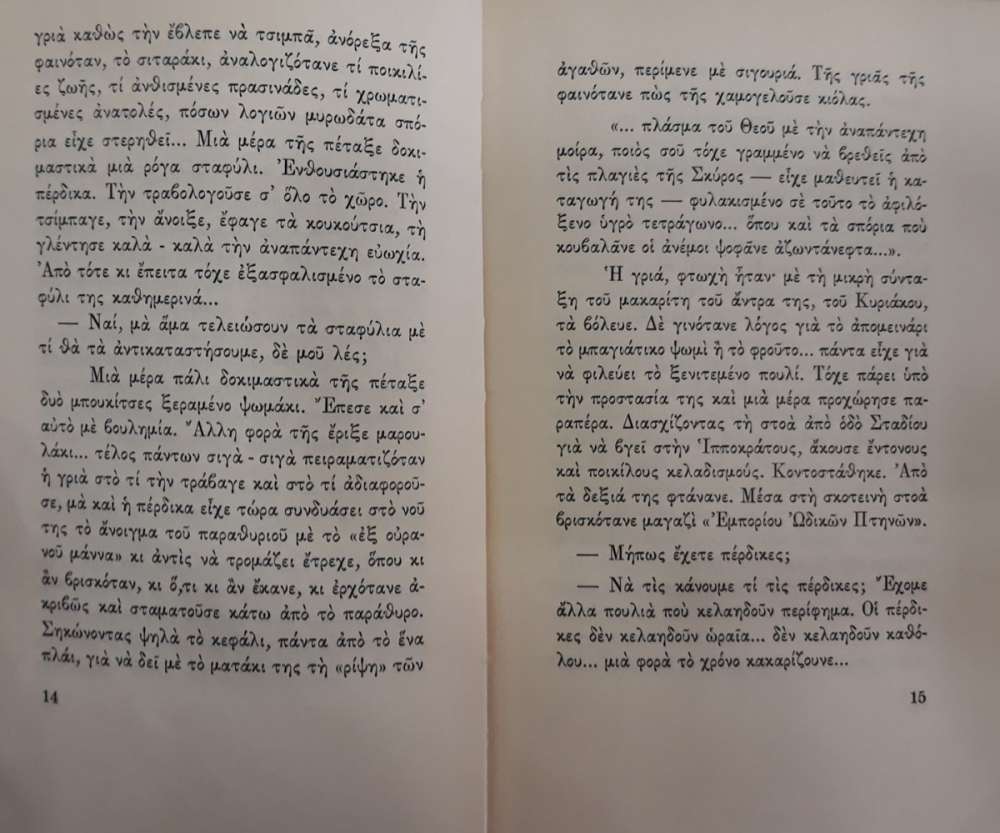 γριὰ καθὼς τὴν ἔβλεπε νὰ τσιμπᾶ, ἀνόρεξα τῆς
φαινόταν, τὸ σιταράκι, ἀναλογιζότανε τί ποικιλί-
ες ζωῆς, τί ἀνθισμένες πρασινάδες, τί χρωματι-
σμένες ἀνατολές, πόσων λογιῶν μυρωδάτα σπό-
ρια εἶχε στερηθεῖ... Μιὰ μέρα τῆς πέταξε δοκι-
μαστικὰ μιὰ ρόγα σταφύλι. Ἐνθουσιάστηκε ἡ
πέρδικα. Τὴν τραβολογοῦσε σ' ὅλο τὸ χῶρο. Τὴν
τσίμπαγε, τὴν ἄνοιξε, ἔφαγε τὰ κουκούτσια, τὴ
γλέντησε καλὰ - καλὰ τὴν ἀναπάντεχη εὐωχία.
Ἀπὸ τότε κι ἔπειτα τόχε ἐξασφαλισμένο τὸ στα-
φύλι της καθημερινά...
— Ναί, μὰ ἅμα τελειώσουν τὰ σταφύλια μὲ
τί θὰ τὰ ἀντικαταστήσουμε, δὲ μοῦ λές;
Μιὰ μέρα πάλι δοκιμαστικὰ τῆς πέταξε
δυὸ μπουκίτσες ξεραμένο ψωμάκι. Ἔπεσε καὶ σ'
αὐτὸ μὲ βουλημία. Ἄλλη φορὰ τῆς ἔριξε μαρου-
λάκι... τέλος πάντων σιγὰ - σιγὰ πειραματιζόταν
ἡ γριὰ στὸ τί τὴν τράβαγε καὶ στὸ τί ἀδιαφοροῦ-
σε, μὰ καὶ ἡ πέρδικα εἶχε τώρα συνδυάσει στὸ νοῦ
της τὸ ἄνοιγμα τοῦ παραθυριοῦ μὲ τὸ «ἐξ οὐρα-
νοῦ μάννα» κι ἀντὶς νὰ τρομάζει ἔτρεχε, ὅπου κι
ἂν βρισκόταν, κι ὅ,τι κι ἂν ἔκανε, κι ἐρχότανε ἀ-
κριβῶς καὶ σταματοῦσε κάτω ἀπὸ τὸ παράθυρο.
Σηκώνοντας ψηλὰ τὸ κεφάλι, πάντα ἀπὸ τὸ ἕνα
πλάι, γιὰ νὰ δεῖ μὲ τὸ ματάκι της τὴ «ρίψη» τῶν
14
ἀγαθῶν, περίμενε μὲ σιγουριά. Τῆς γριᾶς τῆς
φαινότανε πὼς τῆς χαμογελοῦσε κιόλας.
«... πλάσμα τοῦ Θεοῦ μὲ τὴν ἀναπάντεχη
μοίρα, ποιὸς σοῦ τόχε γραμμένο νὰ βρεθεῖς ἀπὸ
τὶς πλαγιὲς τῆς Σκύρος — εἶχε μαθευτεῖ ἡ κα-
ταγωγή της — φυλακισμένο σὲ τοῦτο τὸ ἀφιλό-
ξενο ὑγρὸ τετράγωνο... ὅπου καὶ τὰ σπόρια ποὺ
κουβαλᾶνε οἱ ἀνέμοι ψοφᾶνε ἀζωντάνεφτα...».
Ἡ γριά, φτωχὴ ἦταν· μὲ τὴ μικρὴ σύντα-
ξη τοῦ μακαρίτη τοῦ ἄντρα της, τοῦ Κυριάκου,
τὰ βόλευε. Δὲ γινότανε λόγος γιὰ τὸ ἀπομεινάρι
τὸ μπαγιάτικο ψωμὶ ἢ τὸ φροῦτο... πάντα εἶχε γιὰ
νὰ φιλεύει τὸ ξενιτεμένο πουλί. Τόχε πάρει ὑπὸ
τὴν προστασία της καὶ μιὰ μέρα προχώρησε πα-
ραπέρα. Διασχίζοντας τὴ στοὰ ἀπὸ ὁδὸ Σταδίου
γιὰ νὰ βγεῖ στὴν Ἱπποκράτους, ἄκουσε ἔντονους
καὶ ποικίλους κελαδισμούς. Κοντοστάθηκε. Ἀπὸ
τὰ δεξιά της φτάνανε. Μέσα στὴ σκοτεινὴ στοὰ
βρισκότανε μαγαζὶ «Ἐμπορίου Ὠδικῶν Πτηνῶν».
— Μήπως ἔχετε πέρδικες;
— Νὰ τὶς κάνουμε τί τὶς πέρδικες; Ἔχομε
ἄλλα πουλιὰ ποὺ κελαηδοῦν περίφημα. Οἱ πέρδι-
κες δὲν κελαηδοῦν ὡραῖα... δὲν κελαηδοῦν καθό-
λου... μιὰ φορὰ τὸ χρόνο κακαρίζουνε...
15